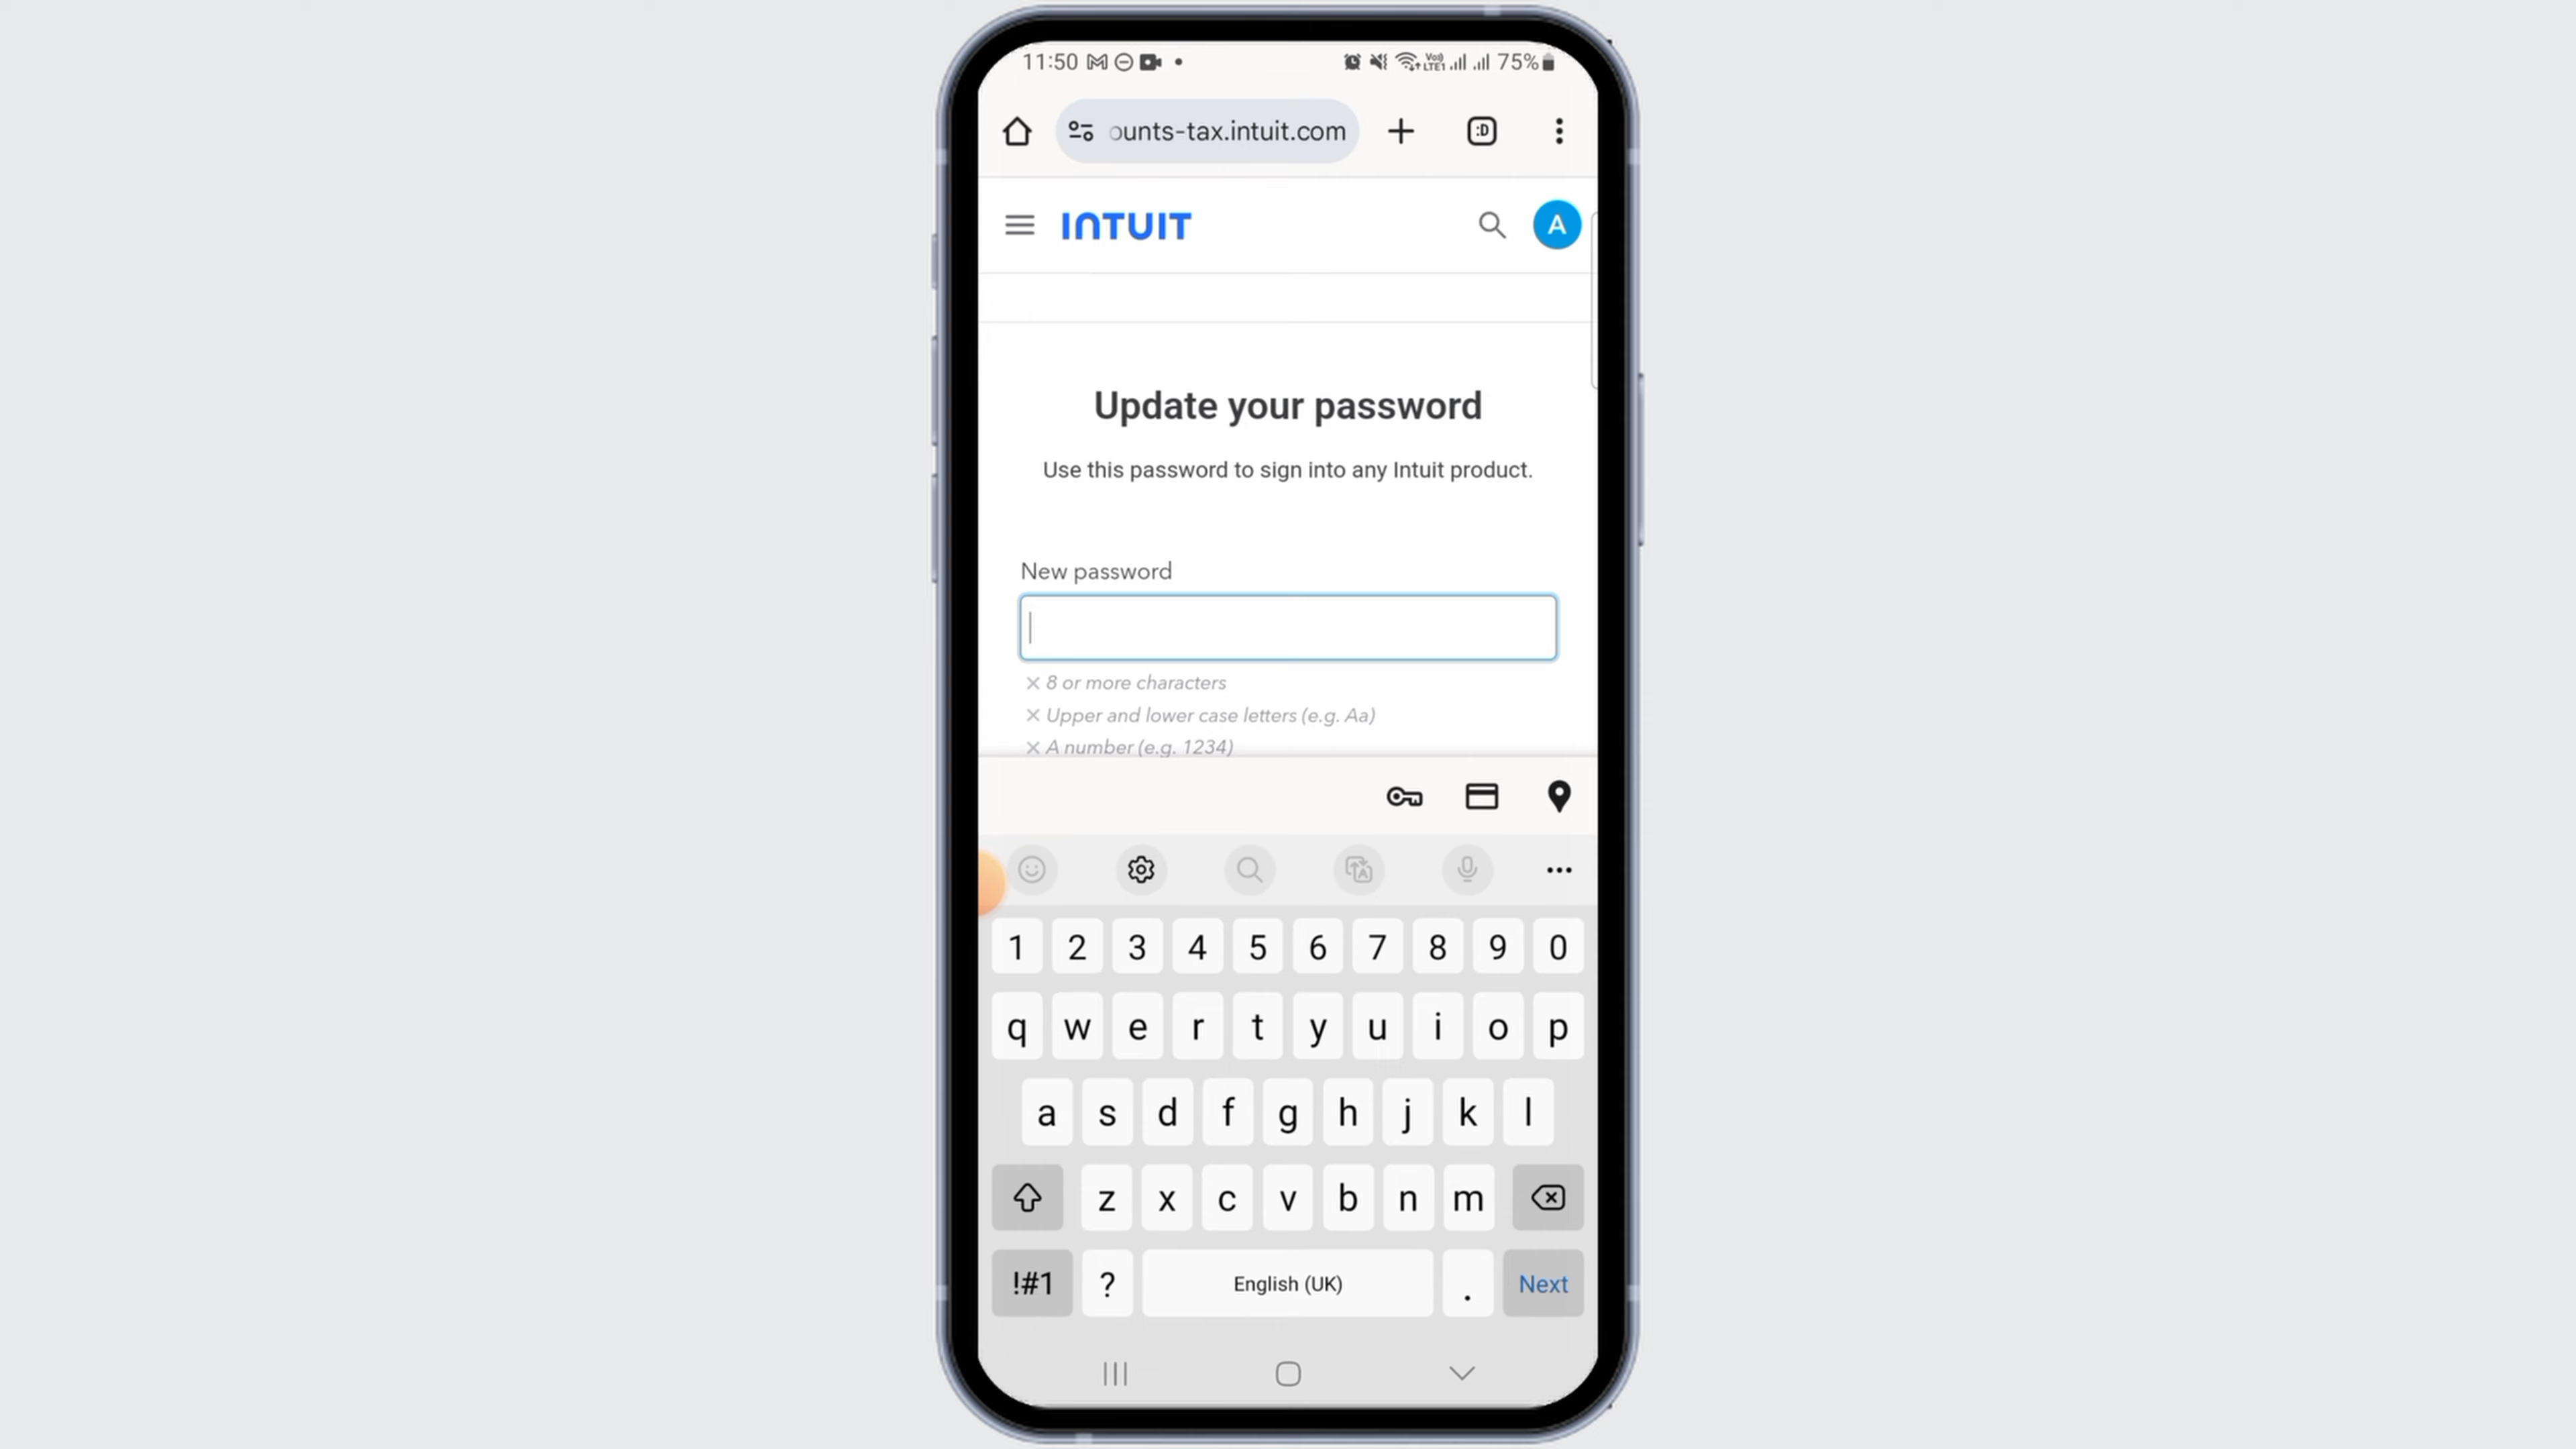 11:50 75%
ounts-tax.intuit.com :D
INTUIT A
Update your password
Use this password to sign into any Intuit product.
New password
× 8 or more characters
× Upper and lower case letters (e.g. Aa)
× A number (e.g. 1234)
1 2 3 4 5 6 7 8 9 0
q w e r t y u i o p
a s d f g h j k l
z x c v b n m
!#1 ? English (UK) . Next